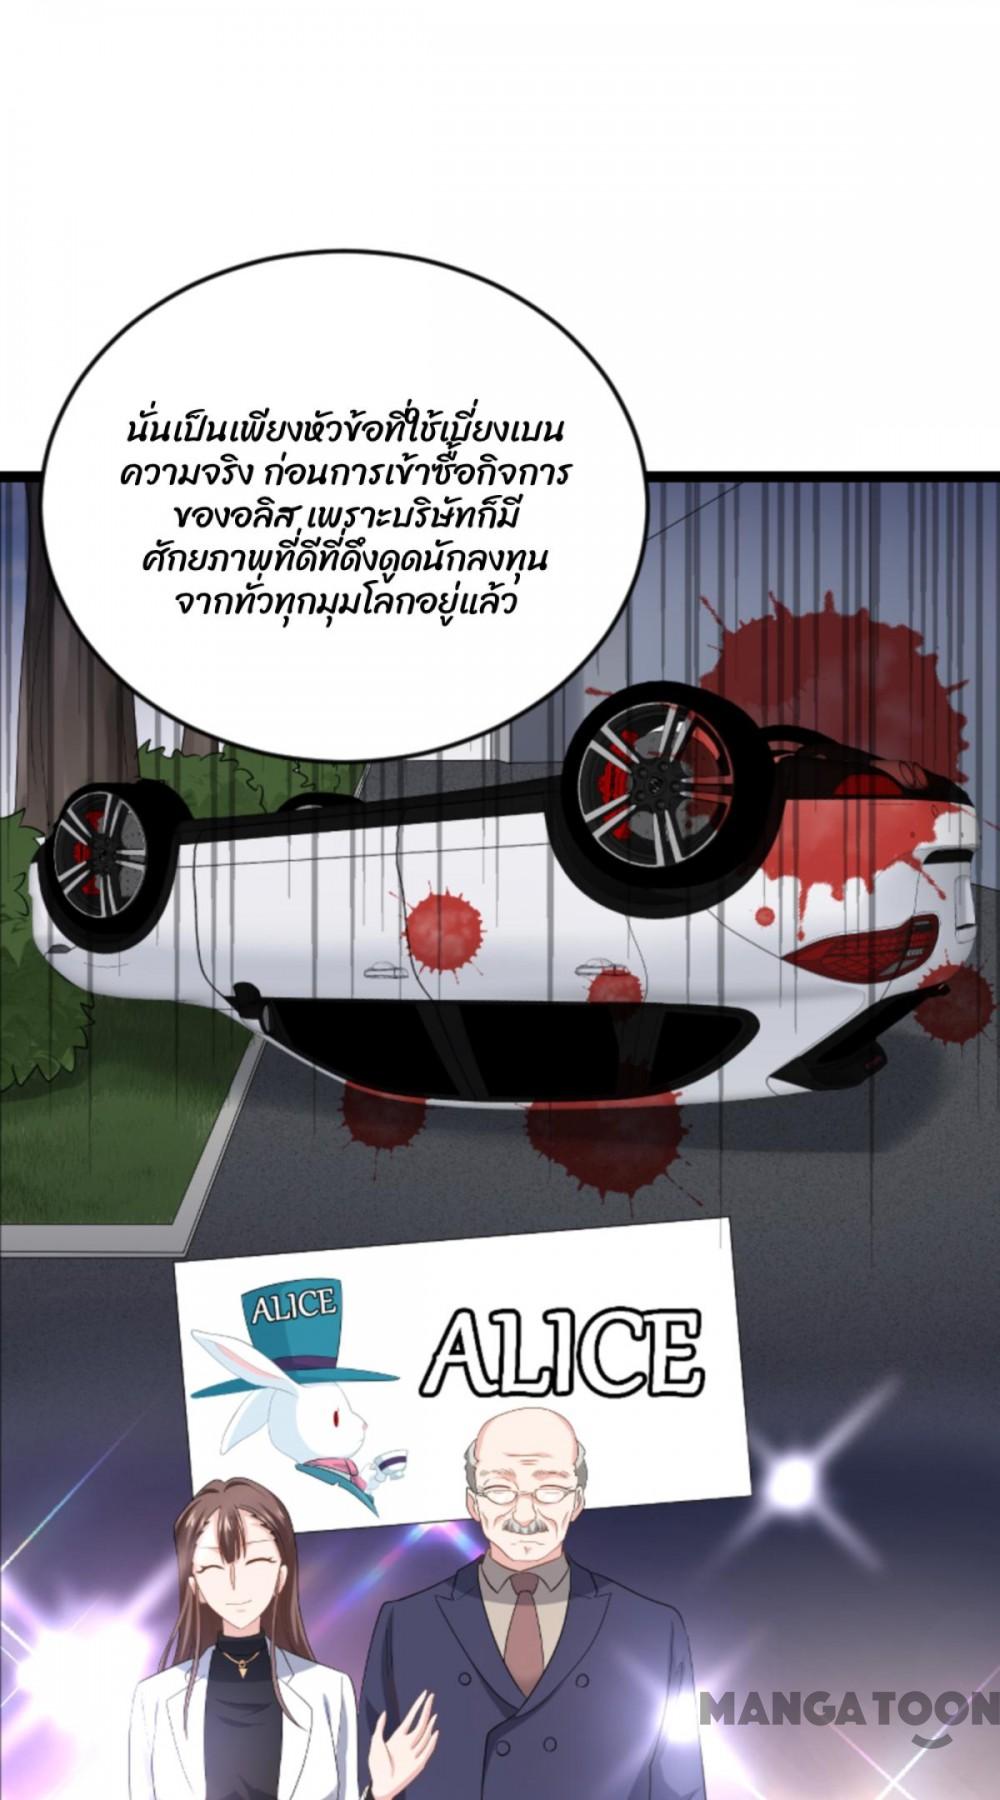 นั่นเป็นเพียงหัวข้อที่ใช้เบี่ยงเบน
ความจริง ก่อนการเข้าซื้อกิจการ
ของอลิส เพราะบริษัทก็มี
ศักยภาพที่ดีที่ดึงดูดนักลงทุน
จากทั่วทุกมุมโลกอยู่แล้ว
ALICE
ALICE
MANGATOON